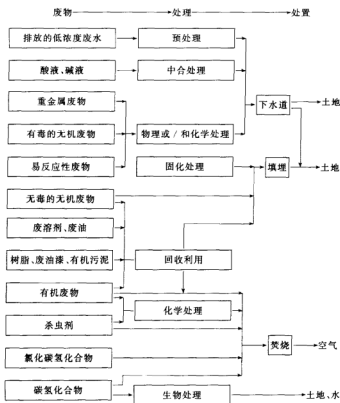 废物 处理 处置
排放的低浓度废水 预处理
酸液、碱液 中合处理
重金属废物
下水道 土地
有毒的无机废物 物理或/和化学处理
易反应性废物 固化处理 填埋 土地
无毒的无机废物
废溶剂、废油
树脂、废油漆、有机污泥 回收利用
有机废物
化学处理
杀虫剂
焚烧 空气
氯化碳氢化合物
碳氢化合物
生物处理 土地、水